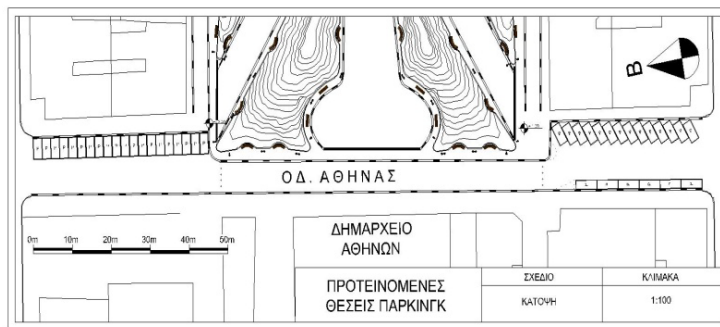 Β
ΟΔ. ΑΘΗΝΑΣ
0m 10m 20m 30m 40m 50m
ΔΗΜΑΡΧΕΙΟ
ΑΘΗΝΩΝ
ΠΡΟΤΕΙΝΟΜΕΝΕΣ
ΘΕΣΕΙΣ ΠΑΡΚΙΝΓΚ
ΣΧΕΔΙΟ
ΚΛΙΜΑΚΑ
ΚΑΤΟΨΗ
1:100